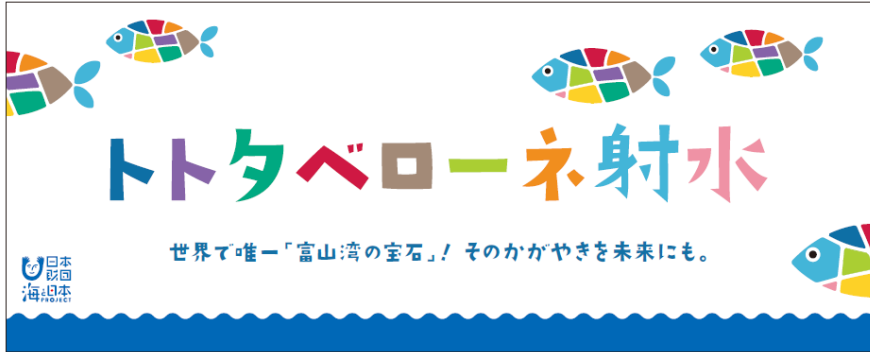 トトタベローネ射水
世界で唯一「富山湾の宝石」! そのかがやきを未来にも。
日本
財団
海と日本
PROJECT